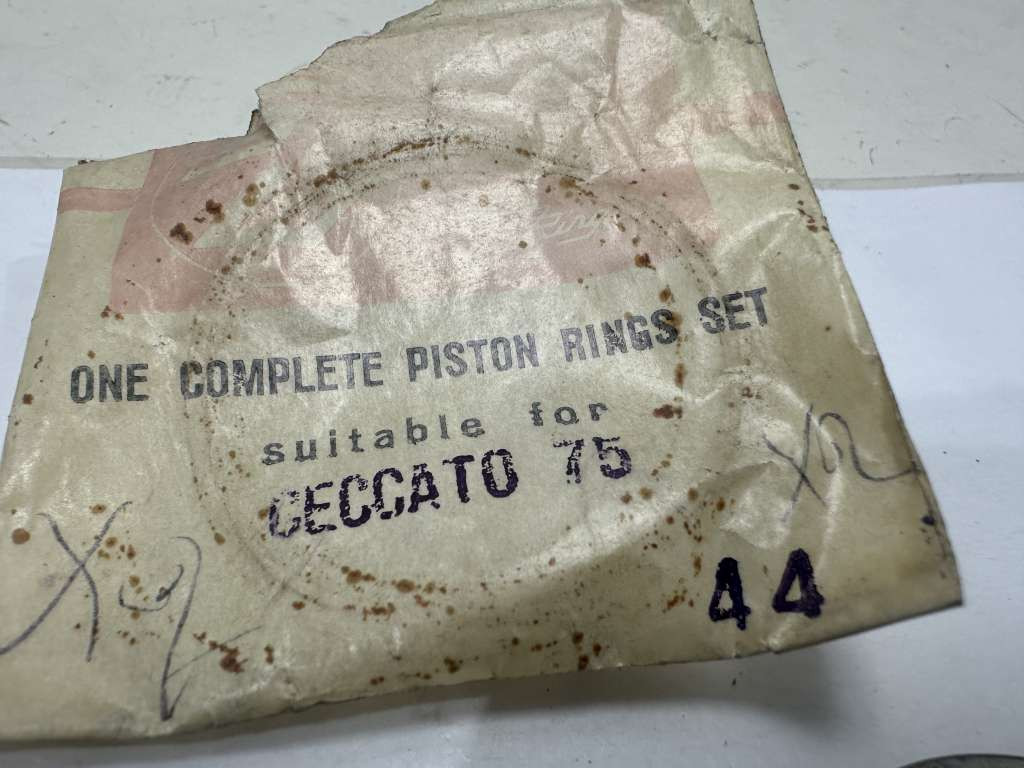 ONE COMPLETE PISTON RINGS SET
suitable for
CECCATO 75
44